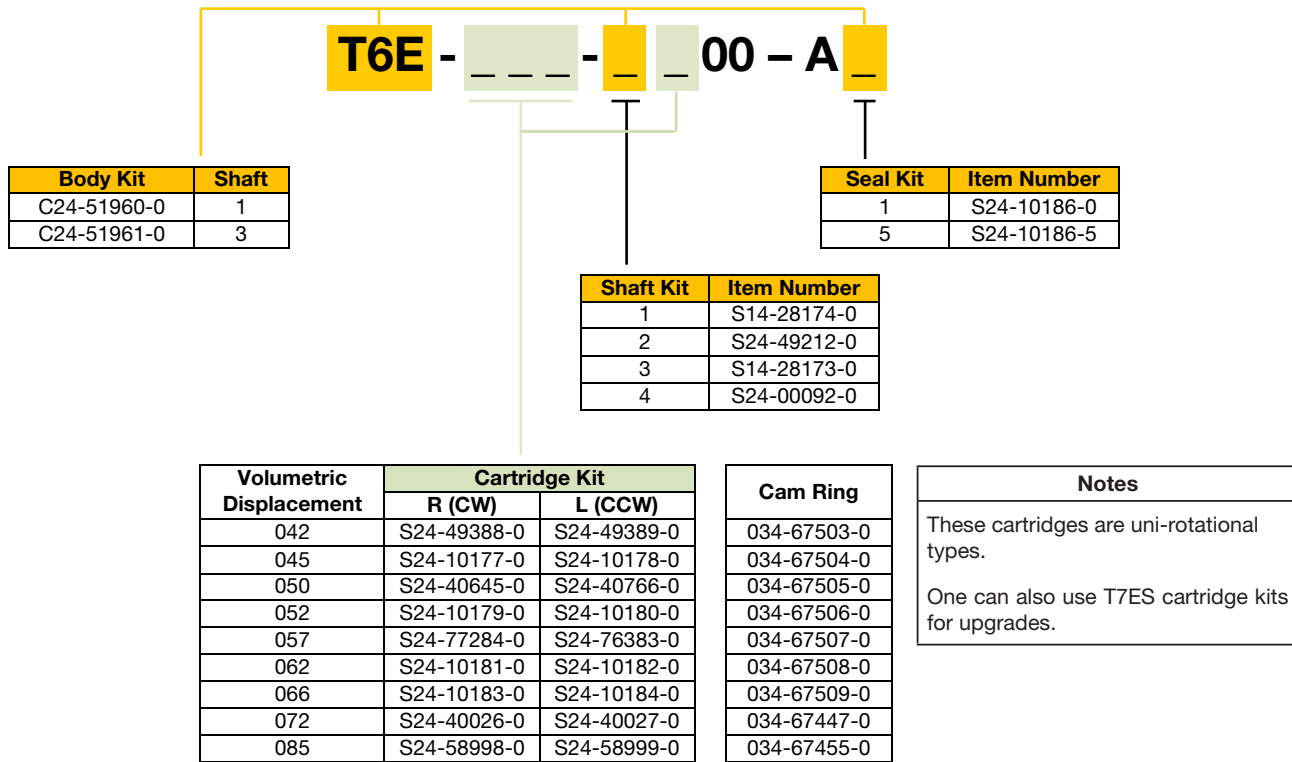 T6E - _ _ _ - _ _ 00 – A _
Body Kit Shaft
C24-51960-0 1
C24-51961-0 3
Seal Kit Item Number
1 S24-10186-0
5 S24-10186-5
Shaft Kit Item Number
1 S14-28174-0
2 S24-49212-0
3 S14-28173-0
4 S24-00092-0
Volumetric
Displacement
Cartridge Kit
R (CW) L (CCW)
Cam Ring
042 S24-49388-0 S24-49389-0 034-67503-0
045 S24-10177-0 S24-10178-0 034-67504-0
050 S24-40645-0 S24-40766-0 034-67505-0
052 S24-10179-0 S24-10180-0 034-67506-0
057 S24-77284-0 S24-76383-0 034-67507-0
062 S24-10181-0 S24-10182-0 034-67508-0
066 S24-10183-0 S24-10184-0 034-67509-0
072 S24-40026-0 S24-40027-0 034-67447-0
085 S24-58998-0 S24-58999-0 034-67455-0
Notes
These cartridges are uni-rotational
types.
One can also use T7ES cartridge kits
for upgrades.